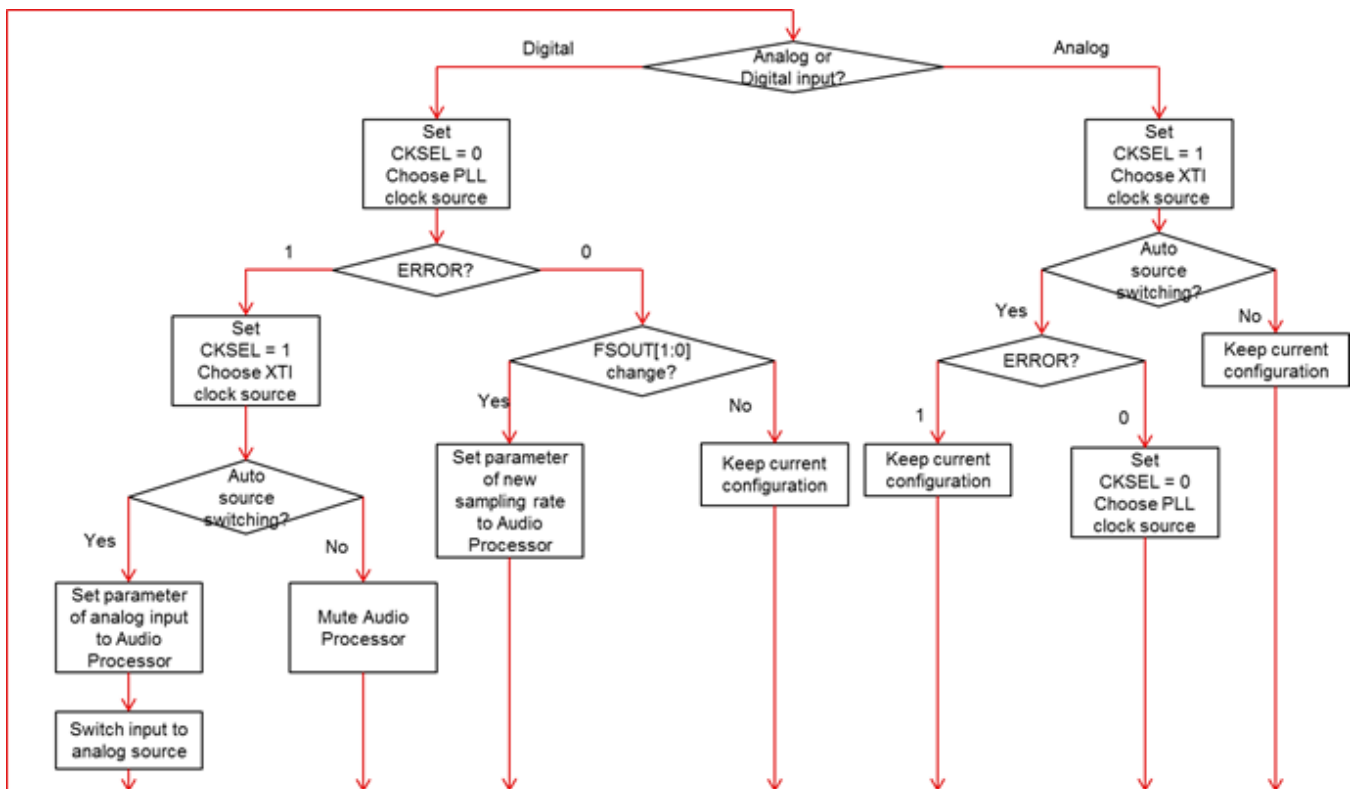 Digital
Analog or
Digital input?
Analog
Set
CKSEL = 0
Choose PLL
clock source
Set
CKSEL = 1
Choose XTI
clock source
1
ERROR?
0
Auto
source
switching?
Yes
No
Set
CKSEL = 1
Choose XTI
clock source
FSOUT[1:0]
change?
Yes
No
ERROR?
1
0
Keep current
configuration
Auto
source
switching?
Yes
No
Set parameter
of new
sampling rate
to Audio
Processor
Keep current
configuration
Keep current
configuration
Set
CKSEL = 0
Choose PLL
clock source
Set parameter
of analog input
to Audio
Processor
Mute Audio
Processor
Switch input to
analog source